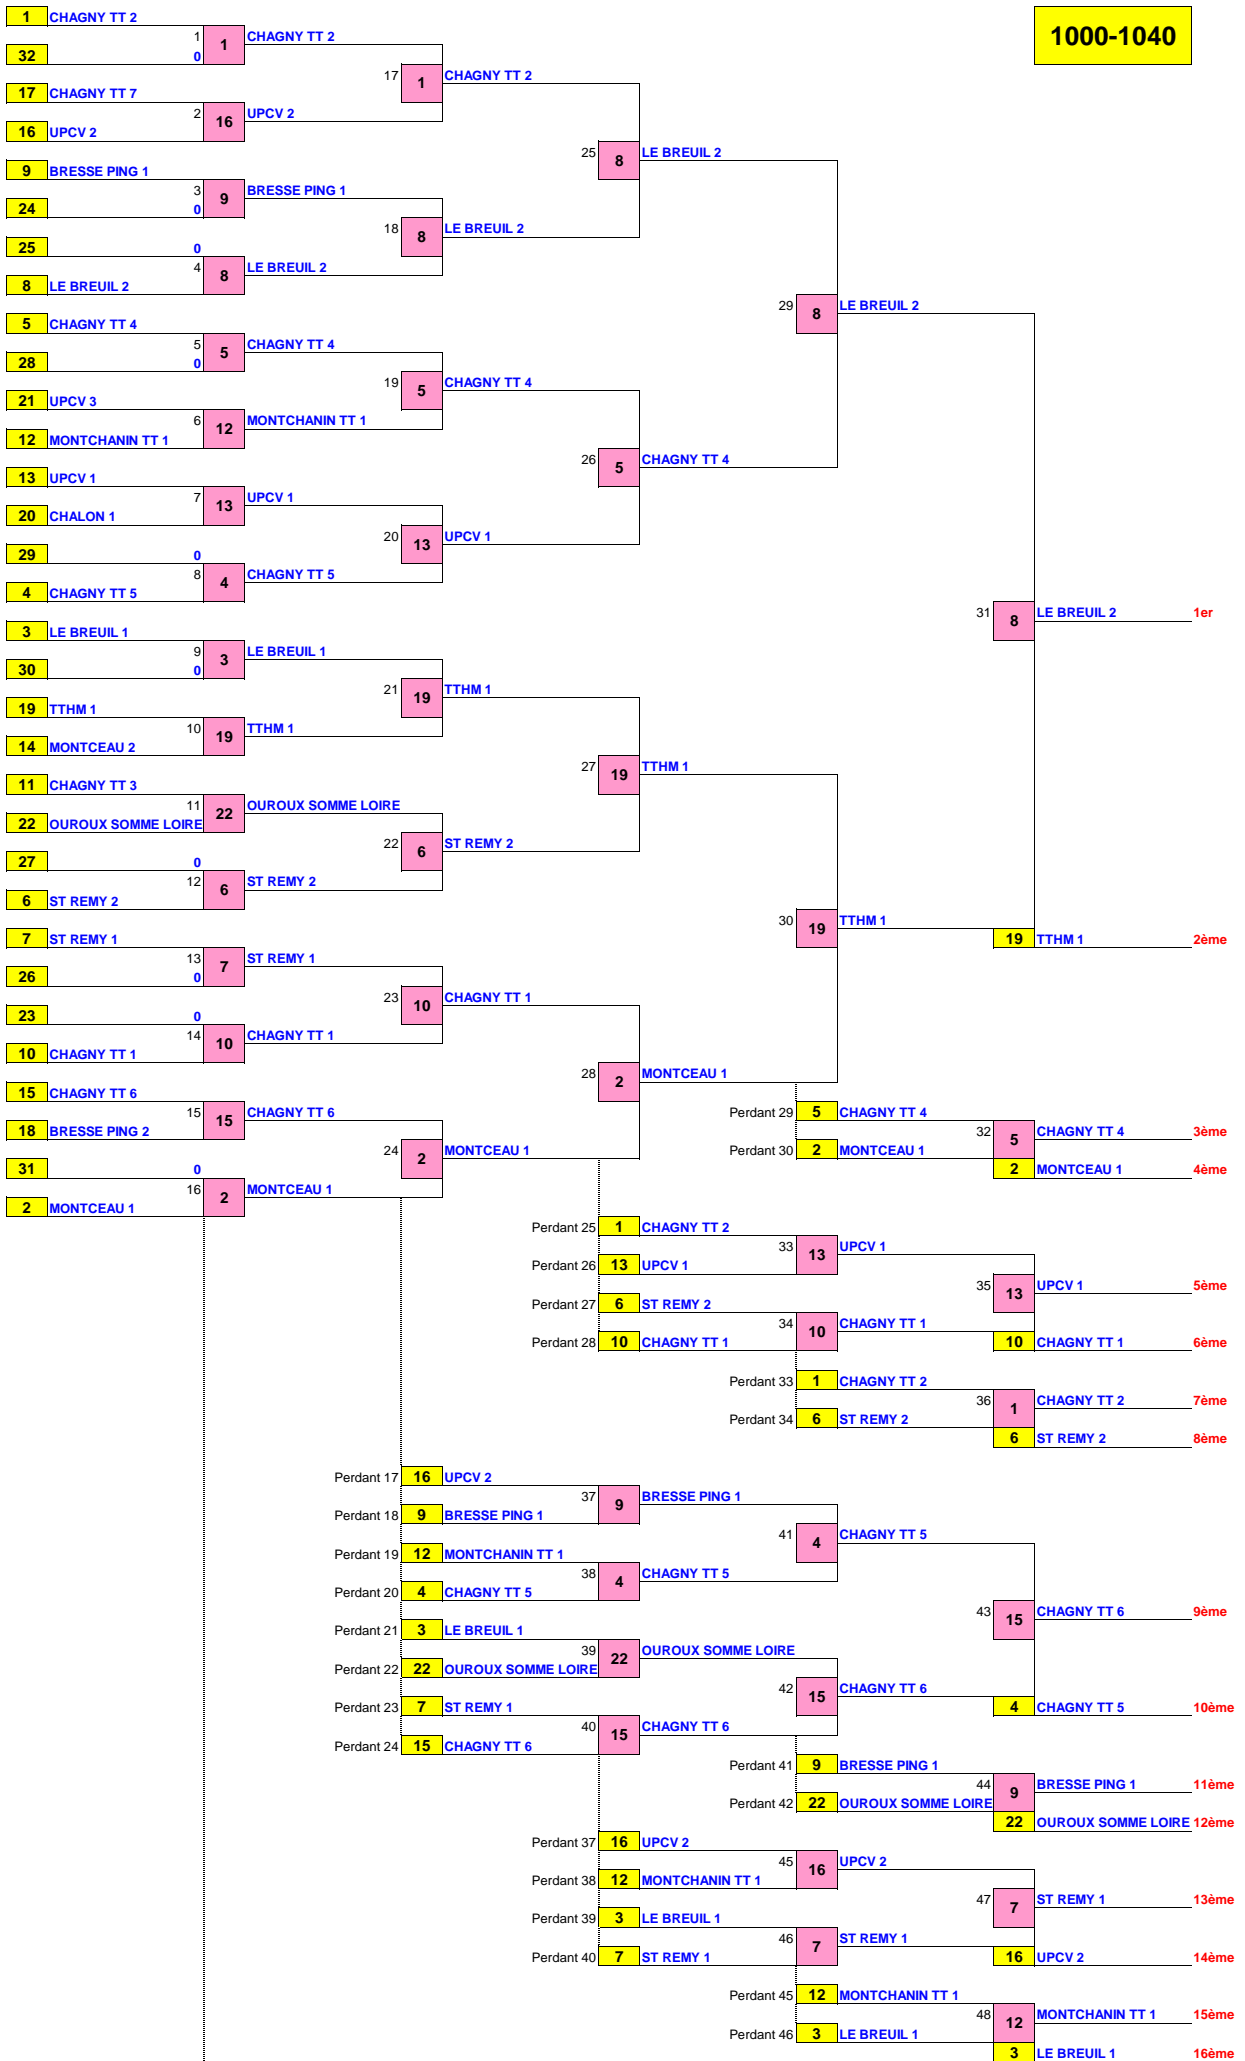 1 CHAGNY TT 2
1000-1040
1 1 CHAGNY TT 2
32 0
17 1 CHAGNY TT 2
17 CHAGNY TT 7
2 16 UPCV 2
16 UPCV 2
25 8 LE BREUIL 2
9 BRESSE PING 1
3 9 BRESSE PING 1
24 0
18 8 LE BREUIL 2
25 0
4 8 LE BREUIL 2
8 LE BREUIL 2
29 8 LE BREUIL 2
5 CHAGNY TT 4
5 5 CHAGNY TT 4
28 0
19 5 CHAGNY TT 4
21 UPCV 3
6 12 MONTCHANIN TT 1
12 MONTCHANIN TT 1
26 5 CHAGNY TT 4
13 UPCV 1
7 13 UPCV 1
20 CHALON 1
20 13 UPCV 1
29 0
8 4 CHAGNY TT 5
4 CHAGNY TT 5
31 8 LE BREUIL 2 1er
3 LE BREUIL 1
9 3 LE BREUIL 1
30 0
21 19 TTHM 1
19 TTHM 1
10 19 TTHM 1
14 MONTCEAU 2
27 19 TTHM 1
11 CHAGNY TT 3
11 22 OUROUX SOMME LOIRE
22 OUROUX SOMME LOIRE
22 6 ST REMY 2
27 0
12 6 ST REMY 2
6 ST REMY 2
30 19 TTHM 1
7 ST REMY 1
19 TTHM 1 2ème
13 7 ST REMY 1
26 0
23 10 CHAGNY TT 1
23 0
14 10 CHAGNY TT 1
10 CHAGNY TT 1
28 2 MONTCEAU 1
15 CHAGNY TT 6
15 15 CHAGNY TT 6
Perdant 29 5 CHAGNY TT 4
18 BRESSE PING 2
32 5 CHAGNY TT 4 3ème
24 2 MONTCEAU 1
Perdant 30 2 MONTCEAU 1
31 0
2 MONTCEAU 1 4ème
16 2 MONTCEAU 1
2 MONTCEAU 1
Perdant 25 1 CHAGNY TT 2
33 13 UPCV 1
Perdant 26 13 UPCV 1
35 13 UPCV 1 5ème
Perdant 27 6 ST REMY 2
34 10 CHAGNY TT 1
Perdant 28 10 CHAGNY TT 1
10 CHAGNY TT 1 6ème
Perdant 33 1 CHAGNY TT 2
36 1 CHAGNY TT 2 7ème
Perdant 34 6 ST REMY 2
6 ST REMY 2 8ème
Perdant 17 16 UPCV 2
37 9 BRESSE PING 1
Perdant 18 9 BRESSE PING 1
41 4 CHAGNY TT 5
Perdant 19 12 MONTCHANIN TT 1
38 4 CHAGNY TT 5
Perdant 20 4 CHAGNY TT 5
43 15 CHAGNY TT 6 9ème
Perdant 21 3 LE BREUIL 1
39 22 OUROUX SOMME LOIRE
Perdant 22 22 OUROUX SOMME LOIRE
42 15 CHAGNY TT 6
Perdant 23 7 ST REMY 1
4 CHAGNY TT 5 10ème
40 15 CHAGNY TT 6
Perdant 24 15 CHAGNY TT 6
Perdant 41 9 BRESSE PING 1
44 9 BRESSE PING 1 11ème
Perdant 42 22 OUROUX SOMME LOIRE
22 OUROUX SOMME LOIRE 12ème
Perdant 37 16 UPCV 2
45 16 UPCV 2
Perdant 38 12 MONTCHANIN TT 1
47 7 ST REMY 1 13ème
Perdant 39 3 LE BREUIL 1
46 7 ST REMY 1
Perdant 40 7 ST REMY 1
16 UPCV 2 14ème
Perdant 45 12 MONTCHANIN TT 1
48 12 MONTCHANIN TT 1 15ème
Perdant 46 3 LE BREUIL 1
3 LE BREUIL 1 16ème